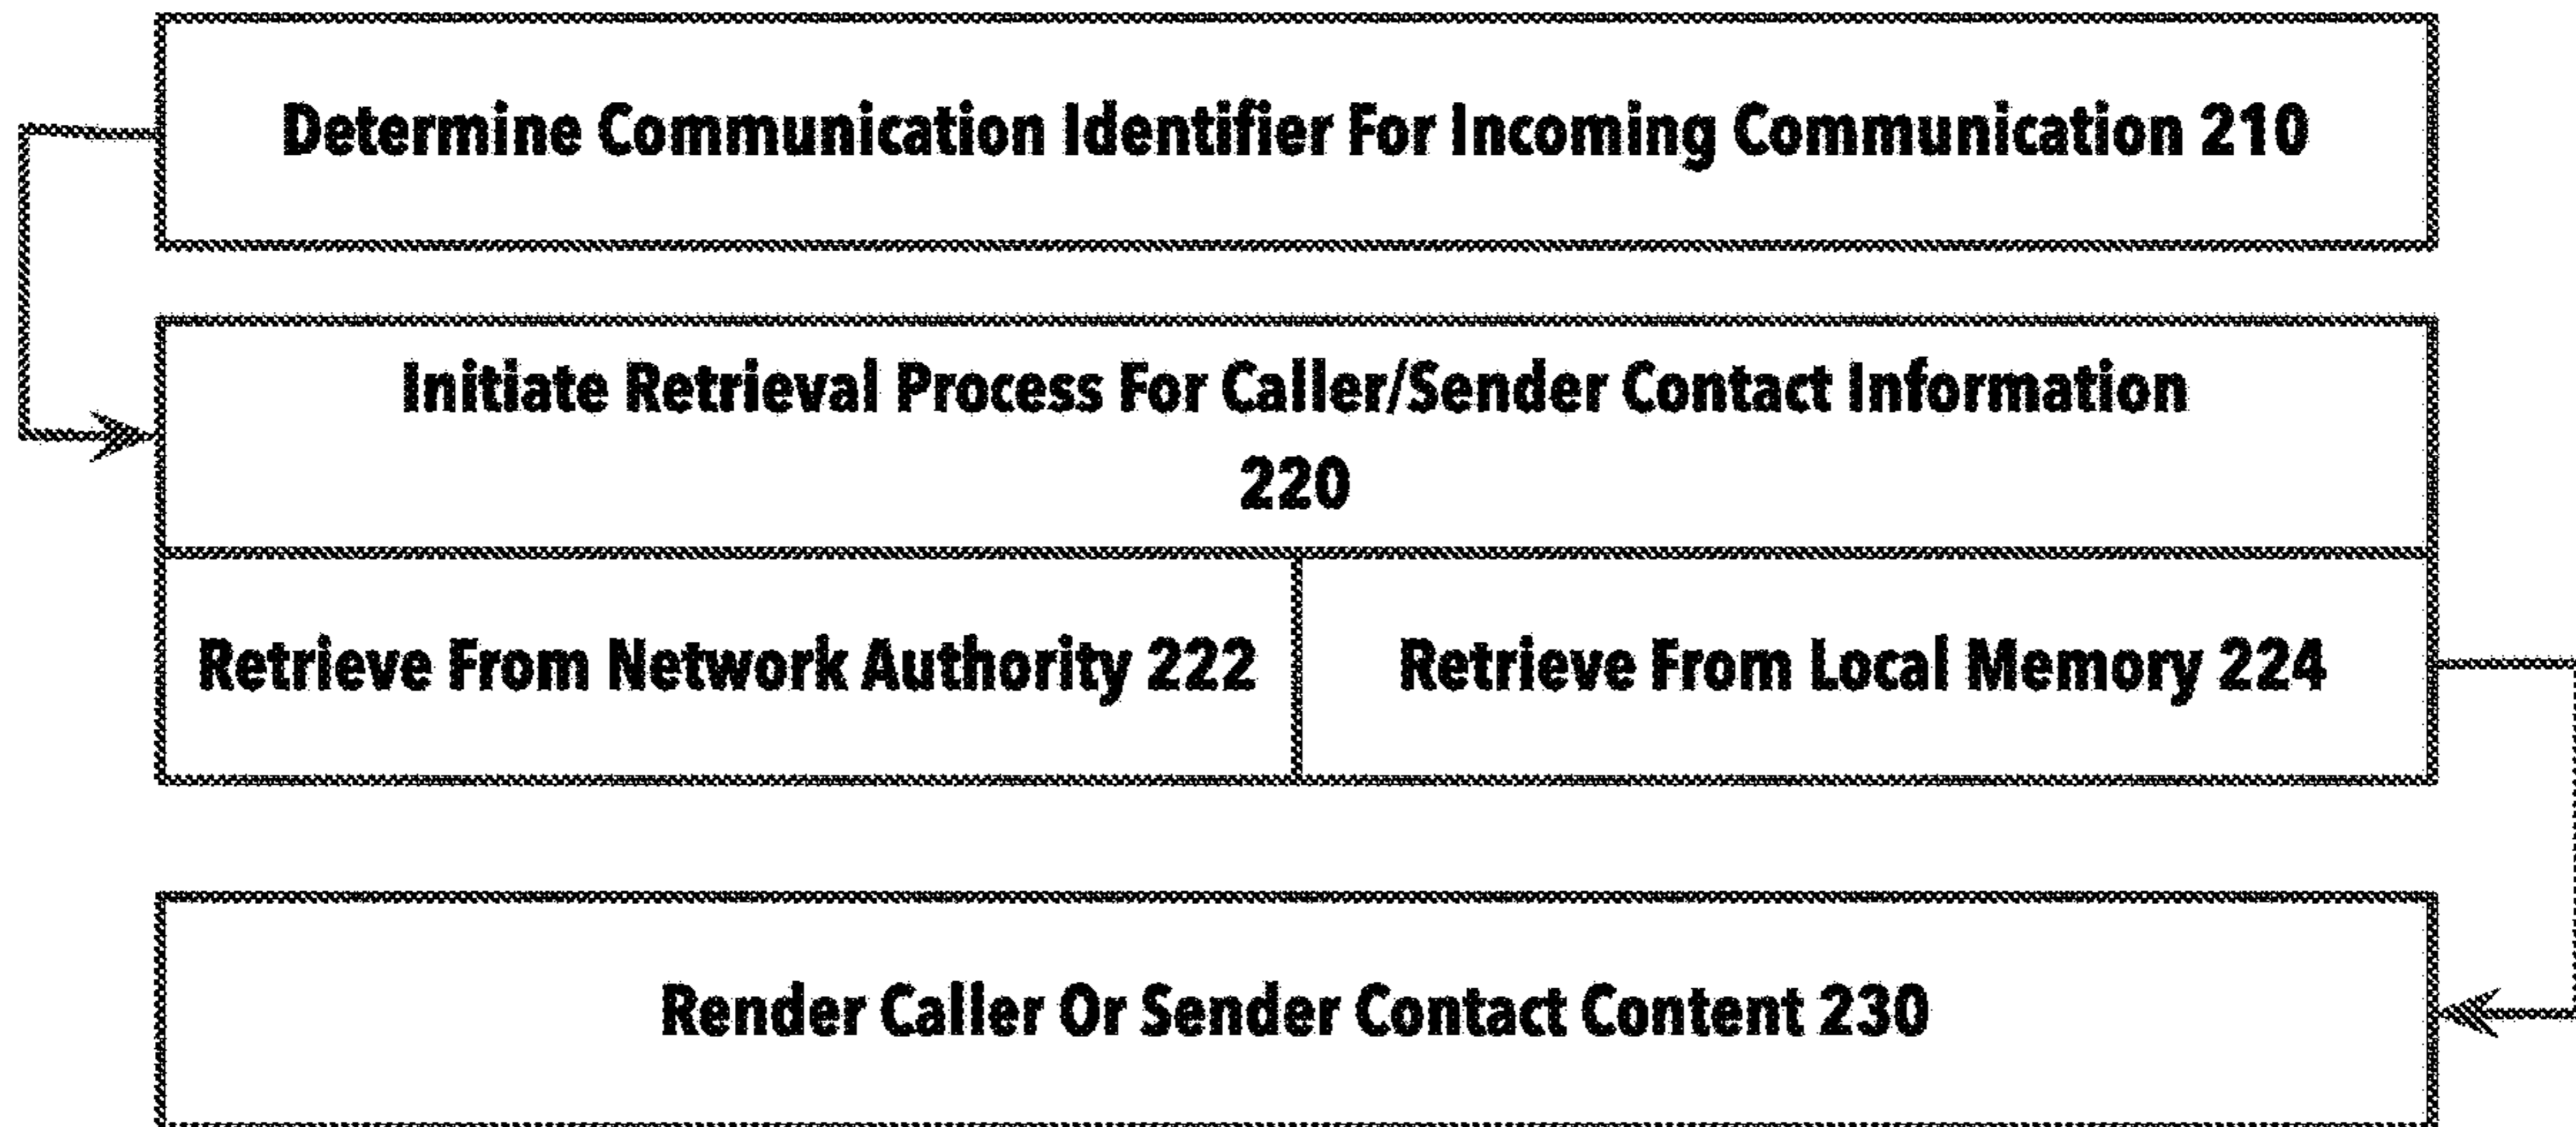 Determine Communication Identifier For Incoming Communication 210
Initiate Retrieval Process For Caller/Sender Contact Information
220
Retrieve From Network Authority 222
Retrieve From Local Memory 224
Render Caller Or Sender Contact Content 230